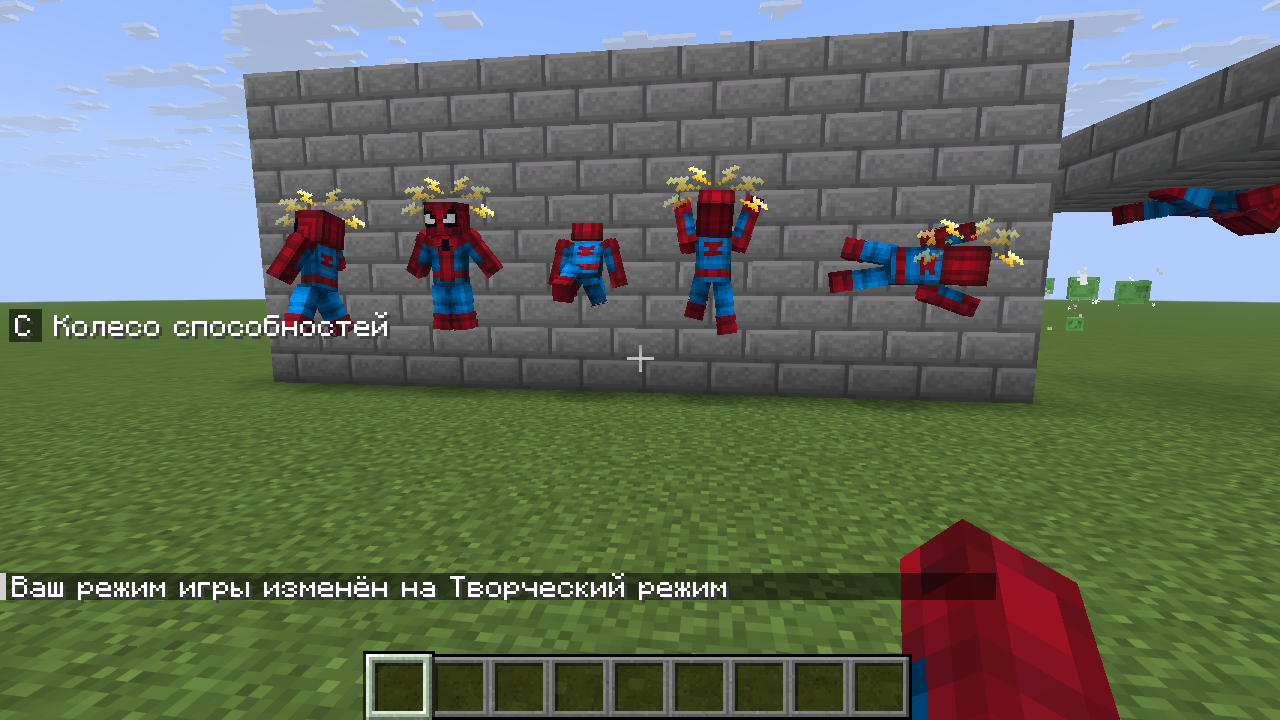 C Колесо способностей
Ваш режим игры изменён на Творческий режим